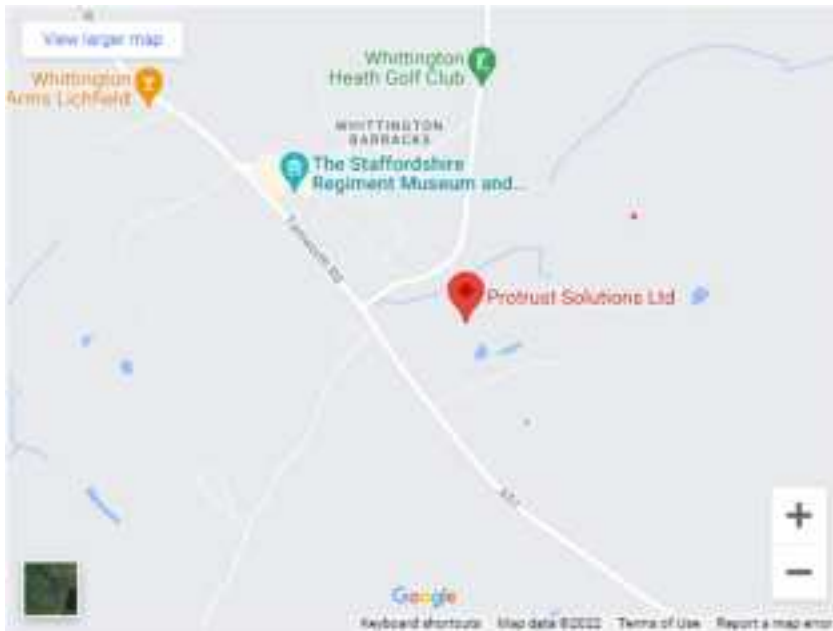 View larger map
Whittington
Arms Lichfield
Whittington
Heath Golf Club
WHITTINGTON
BARRACKS
The Staffordshire
Regiment Museum and...
Tamworth Rd
Protrust Solutions Ltd
A51
Google
Keyboard shortcuts Map data ©2022 Terms of Use Report a map error